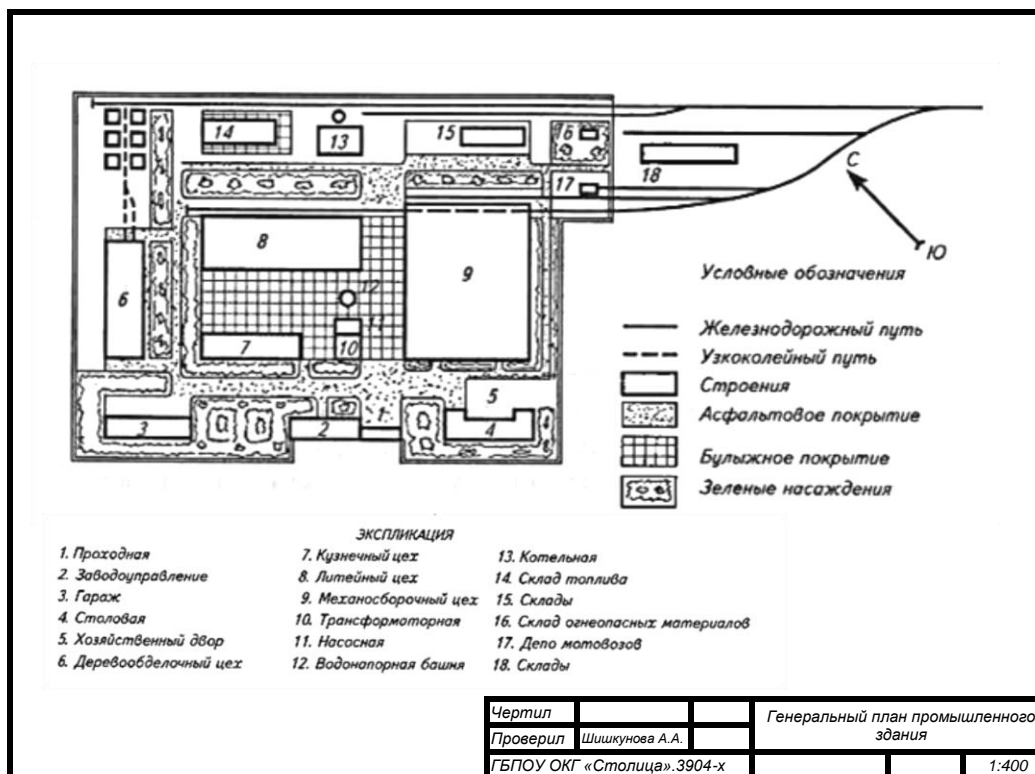 14
13
15
16
18
17
С
Ю
8
9
12
6
11
7
10
5
1
3
2
4
Условные обозначения
Железнодорожный путь
Узкоколейный путь
Строения
Асфальтовое покрытие
Булыжное покрытие
Зеленые насаждения
ЭКСПЛИКАЦИЯ
1. Проходная
2. Заводоуправление
3. Гараж
4. Столовая
5. Хозяйственный двор
6. Деревообделочный цех
7. Кузнечный цех
8. Литейный цех
9. Механосборочный цех
10. Трансформоторная
11. Насосная
12. Водонапорная башня
13. Котельная
14. Склад топлива
15. Склады
16. Склад огнеопасных материалов
17. Депо мотовозов
18. Склады
Чертил
Проверил Шишкунова А.А.
Генеральный план промышленного
здания
ГБПОУ ОКГ «Столица».3904-х
1:400